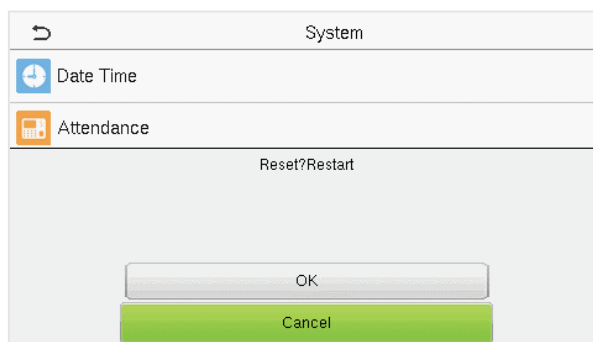 System
Date Time
Attendance
Reset?Restart
OK
Cancel